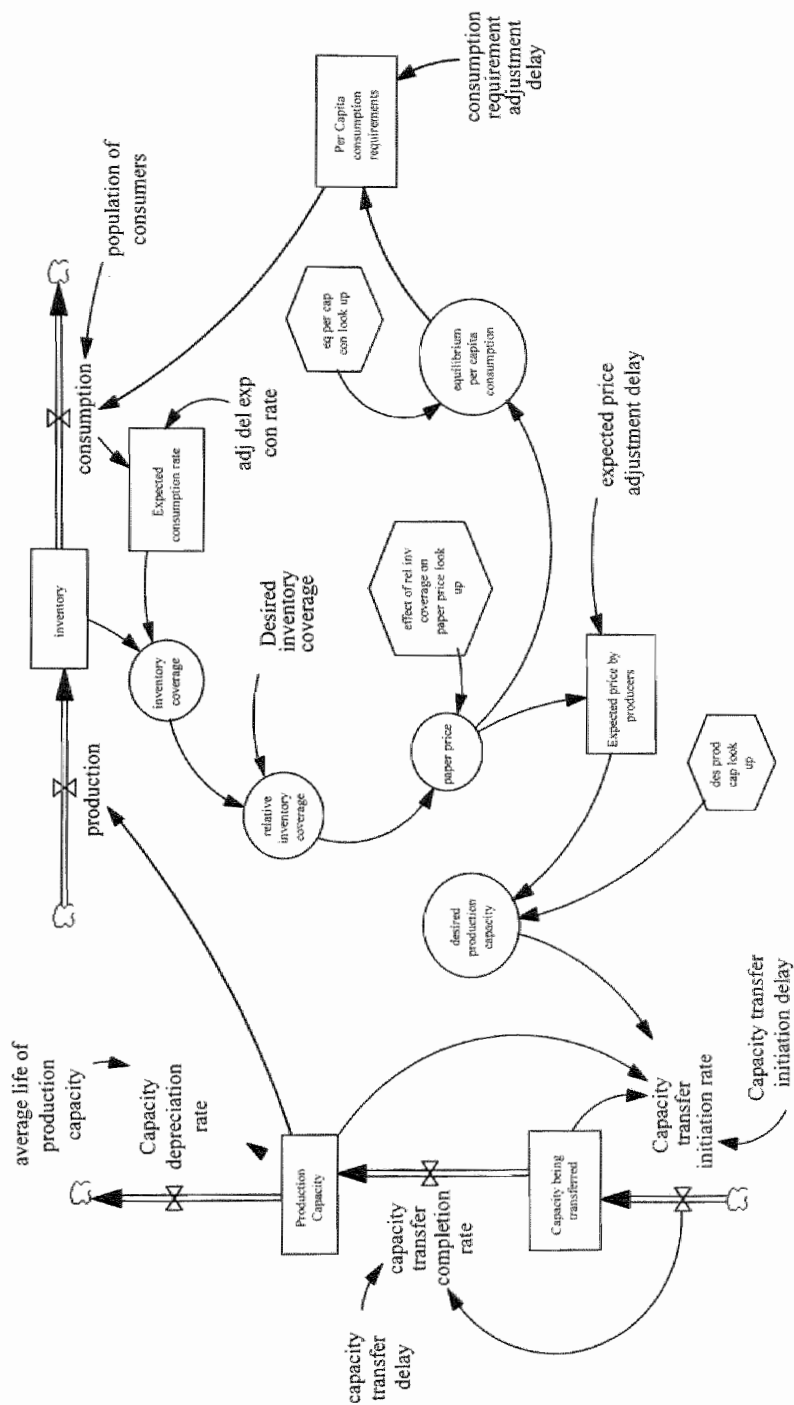 average life of
production
capacity
Capacity
depreciation
rate
Production
Capacity
capacity
transfer
delay
capacity
transfer
completion
rate
Capacity being
transferred
Capacity
transfer
initiation rate
Capacity transfer
initiation delay
production
inventory
consumption
population of
consumers
Expected
consumption rate
adj del exp
con rate
inventory
coverage
relative
inventory
coverage
Desired
inventory
coverage
paper price
effect of rel inv
coverage on
paper price look
up
desired
production
capacity
Expected price by
producers
des prod
cap look
up
expected price
adjustment delay
equilibrium
per capita
consumption
eq per cap
con look up
Per Capita
consumption
requirements
consumption
requirement
adjustment
delay